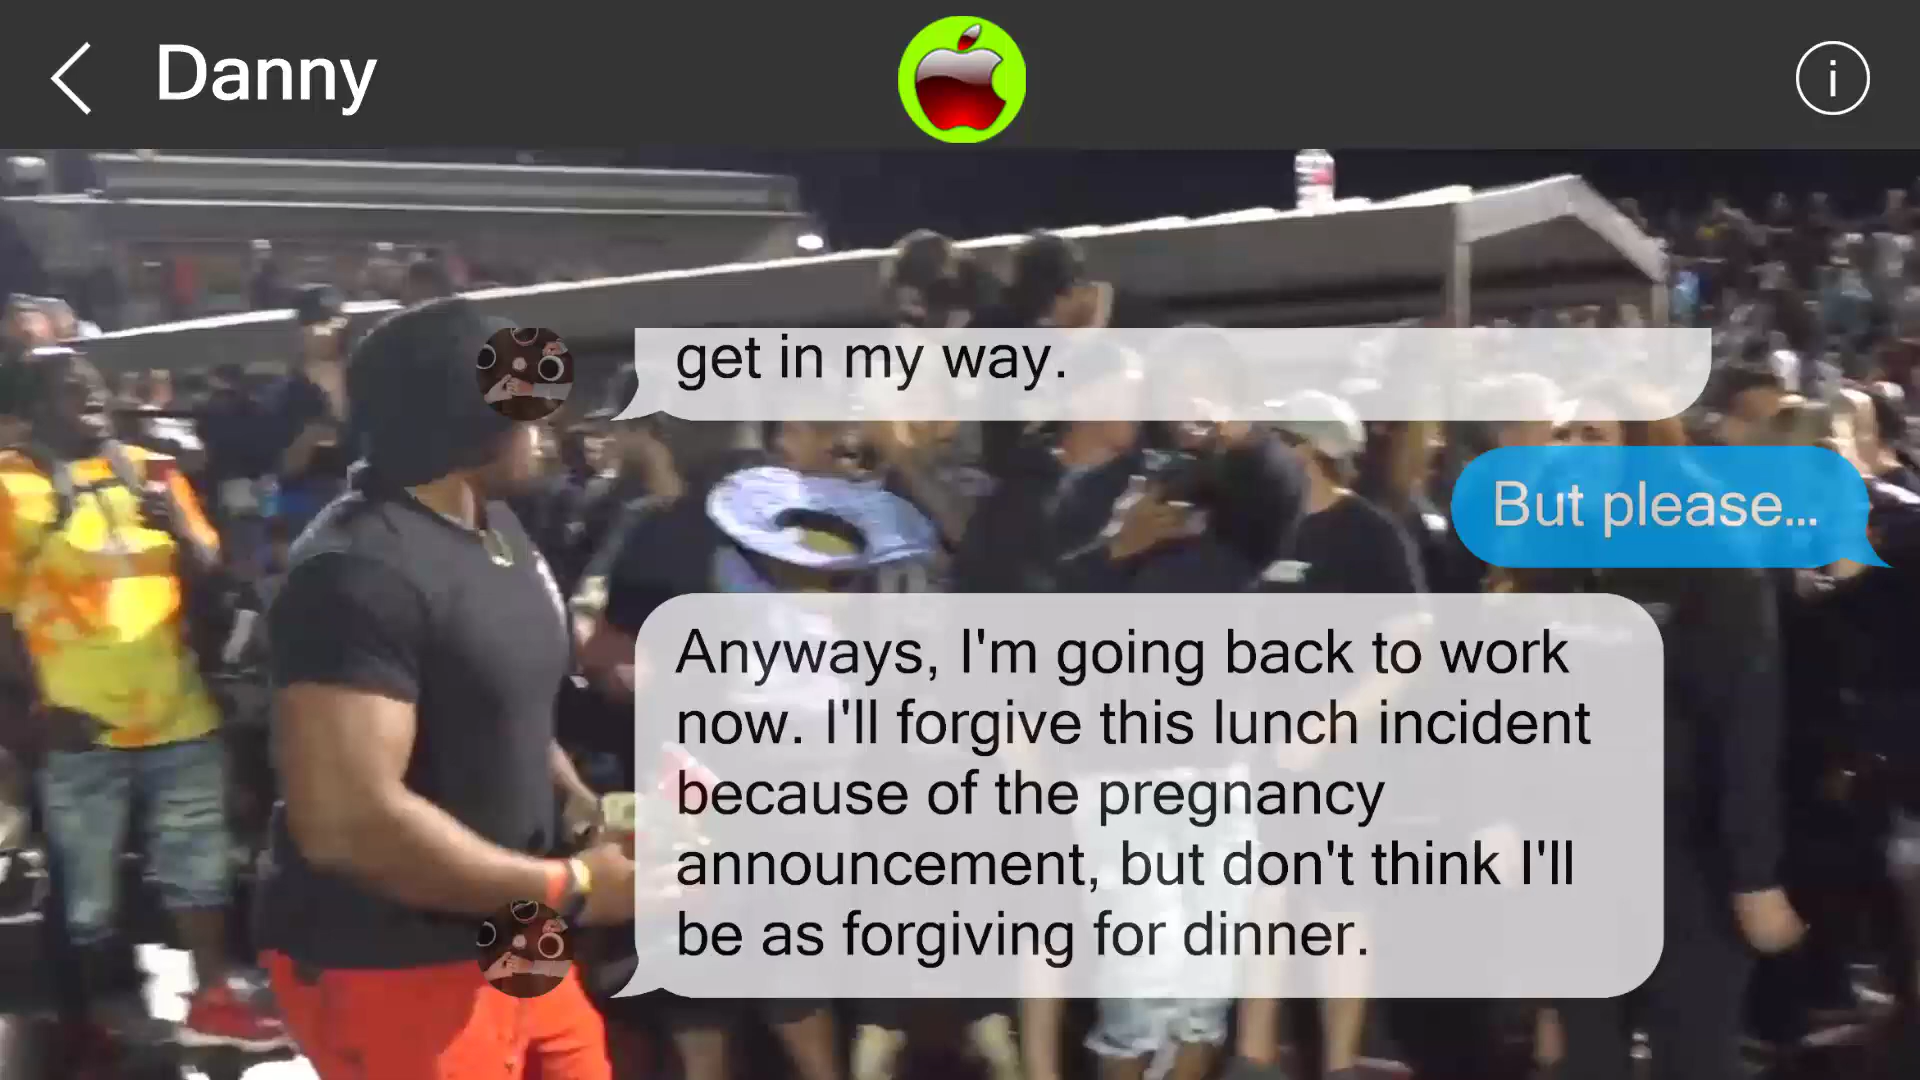 Danny
get in my way.
But please...
Anyways, I'm going back to work
now. I'll forgive this lunch incident
because of the pregnancy
announcement, but don't think I'll
be as forgiving for dinner.